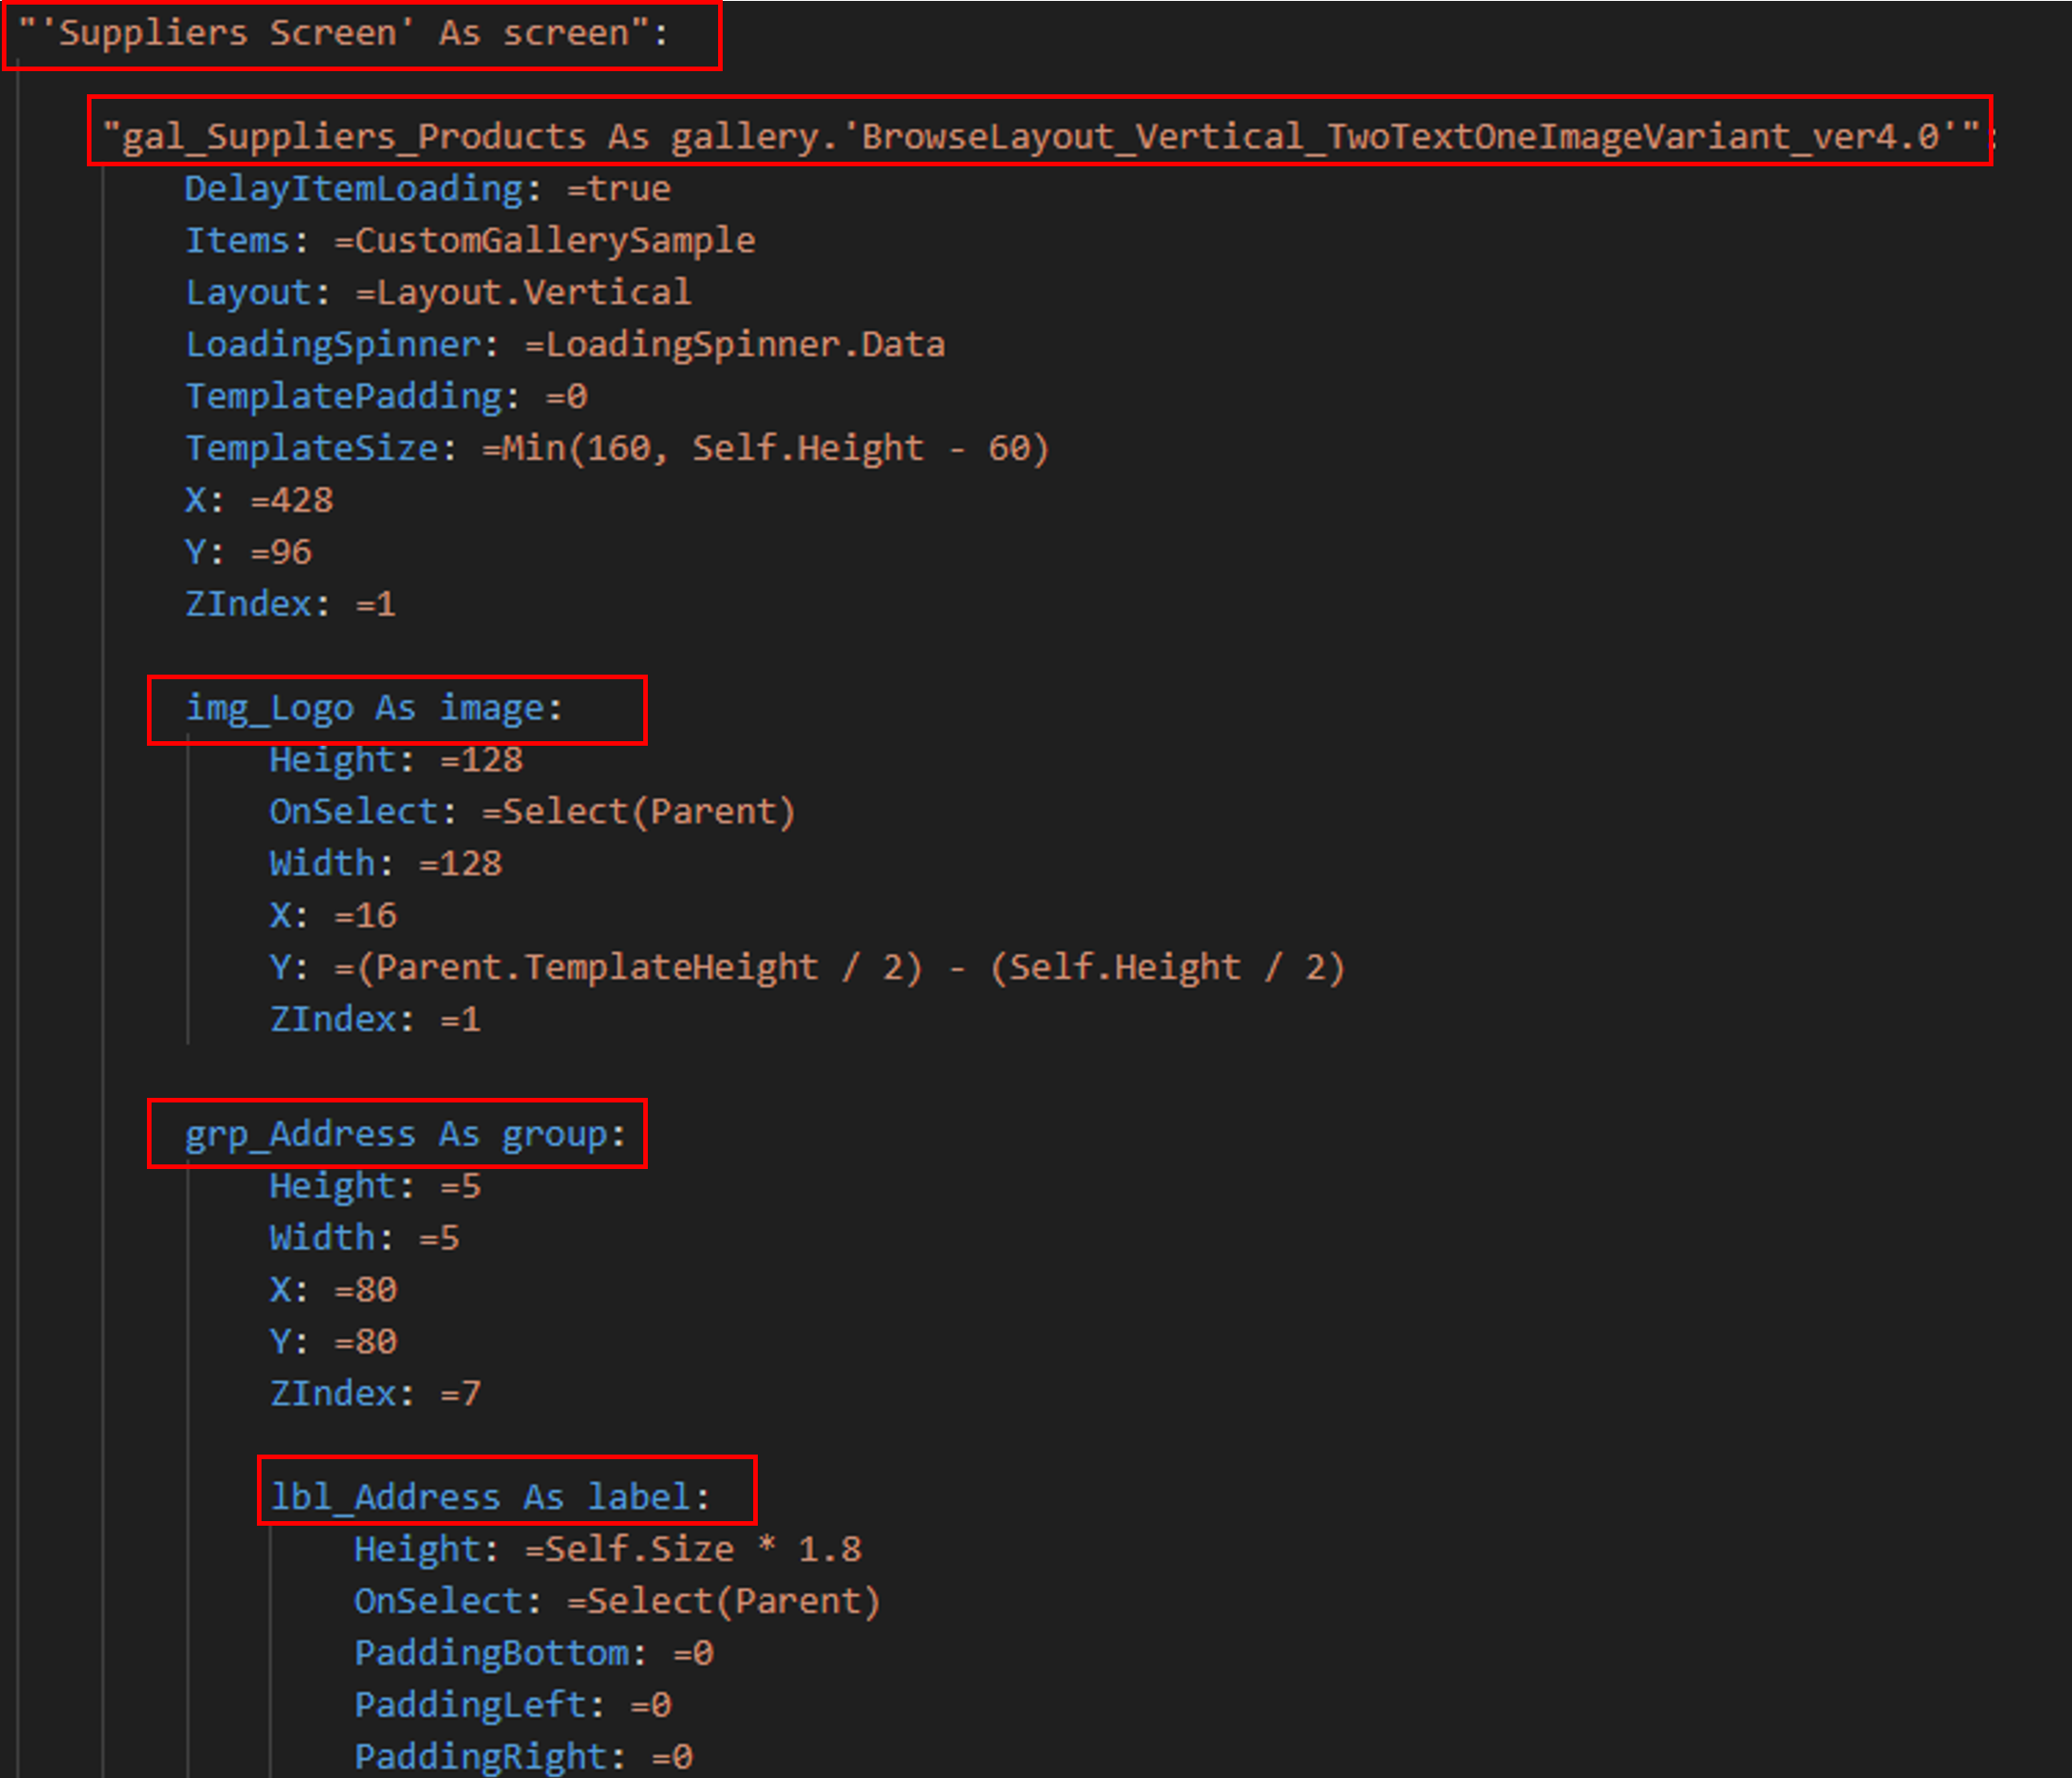 "'Suppliers Screen' As screen":
"gal_Suppliers_Products As gallery.'BrowseLayout_Vertical_TwoTextOneImageVariant_ver4.0'":
DelayItemLoading: =true
Items: =CustomGallerySample
Layout: =Layout.Vertical
LoadingSpinner: =LoadingSpinner.Data
TemplatePadding: =0
TemplateSize: =Min(160, Self.Height - 60)
X: =428
Y: =96
ZIndex: =1
img_Logo As image:
Height: =128
OnSelect: =Select(Parent)
Width: =128
X: =16
Y: =(Parent.TemplateHeight / 2) - (Self.Height / 2)
ZIndex: =1
grp_Address As group:
Height: =5
Width: =5
X: =80
Y: =80
ZIndex: =7
lbl_Address As label:
Height: =Self.Size * 1.8
OnSelect: =Select(Parent)
PaddingBottom: =0
PaddingLeft: =0
PaddingRight: =0